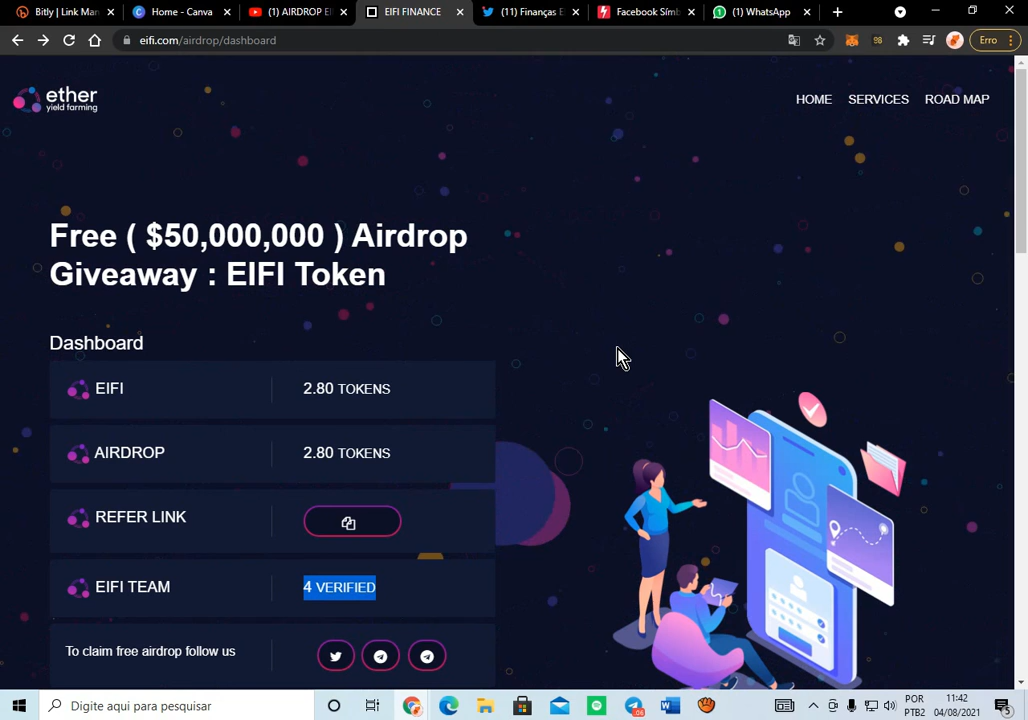 Bitly | Link Man
Home - Canva
(1) AIRDROP EI
EIFI FINANCE
(11) Finanças E
Facebook Símb
(1) WhatsApp
eifi.com/airdrop/dashboard
98
Erro
ether
yield farming
HOME SERVICES ROAD MAP
Free ( $50,000,000 ) Airdrop
Giveaway : EIFI Token
Dashboard
EIFI 2.80 TOKENS
AIRDROP 2.80 TOKENS
REFER LINK
EIFI TEAM 4 VERIFIED
To claim free airdrop follow us
Digite aqui para pesquisar
POR
PTB2
11:42
04/08/2021
5